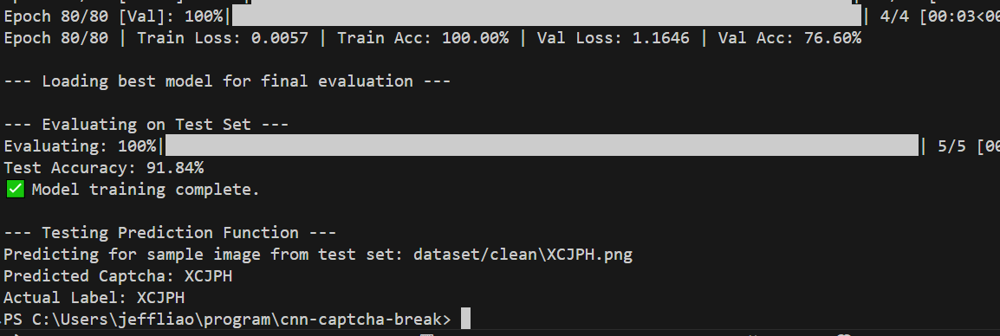 Epoch 80/80 [Val]: 100%| | 4/4 [00:03<00
Epoch 80/80 | Train Loss: 0.0057 | Train Acc: 100.00% | Val Loss: 1.1646 | Val Acc: 76.60%
--- Loading best model for final evaluation ---
--- Evaluating on Test Set ---
Evaluating: 100%| | 5/5 [00
Test Accuracy: 91.84%
✅ Model training complete.
--- Testing Prediction Function ---
Predicting for sample image from test set: dataset/clean\XCJPH.png
Predicted Captcha: XCJPH
Actual Label: XCJPH
PS C:\Users\jeffliao\program\cnn-captcha-break>